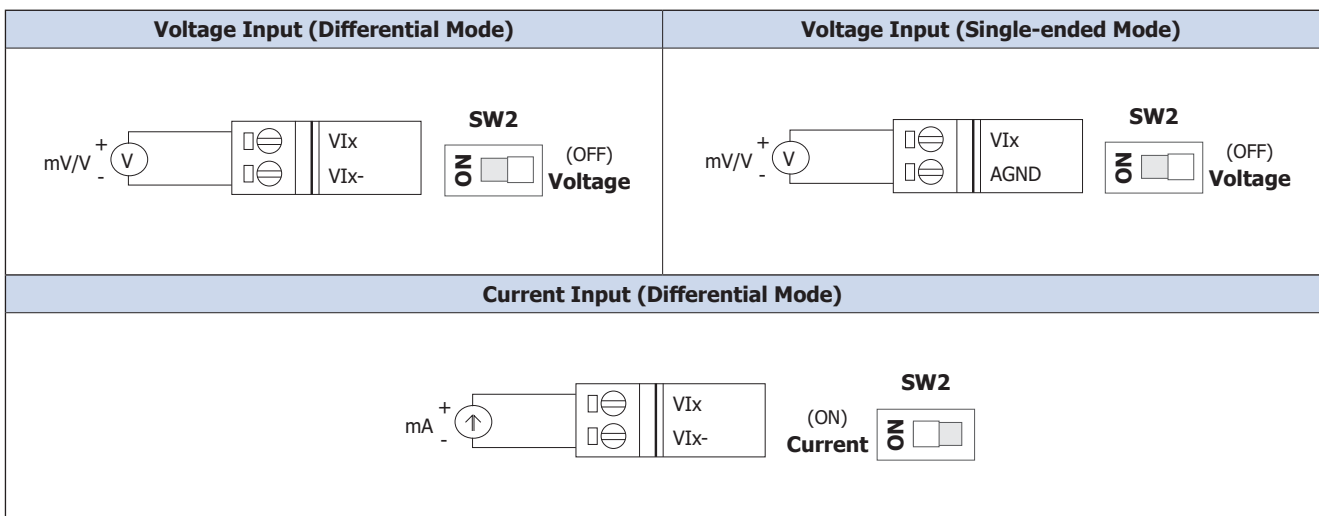 Voltage Input (Differential Mode)
Voltage Input (Single-ended Mode)
mV/V
+
-
V
VIx
VIx-
SW2
ON
(OFF)
Voltage
mV/V
+
-
V
VIx
AGND
SW2
ON
(OFF)
Voltage
Current Input (Differential Mode)
mA
+
-
VIx
VIx-
(ON)
Current
SW2
ON